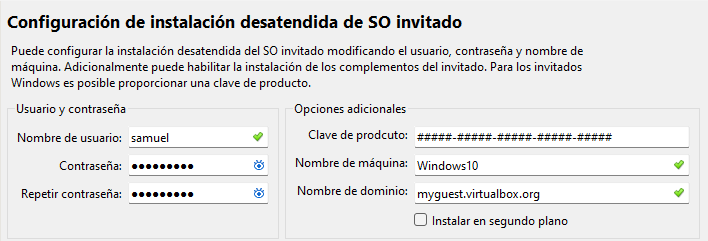 Configuración de instalación desatendida de SO invitado
Puede configurar la instalación desatendida del SO invitado modificando el usuario, contraseña y nombre de
máquina. Adicionalmente puede habilitar la instalación de los complementos del invitado. Para los invitados
Windows es posible proporcionar una clave de producto.
Usuario y contraseña
Nombre de usuario: samuel
Contraseña: ●●●●●●●●●
Repetir contraseña: ●●●●●●●●●
Opciones adicionales
Clave de prodcuto: #####-#####-#####-#####-#####
Nombre de máquina: Windows10
Nombre de dominio: myguest.virtualbox.org
Instalar en segundo plano